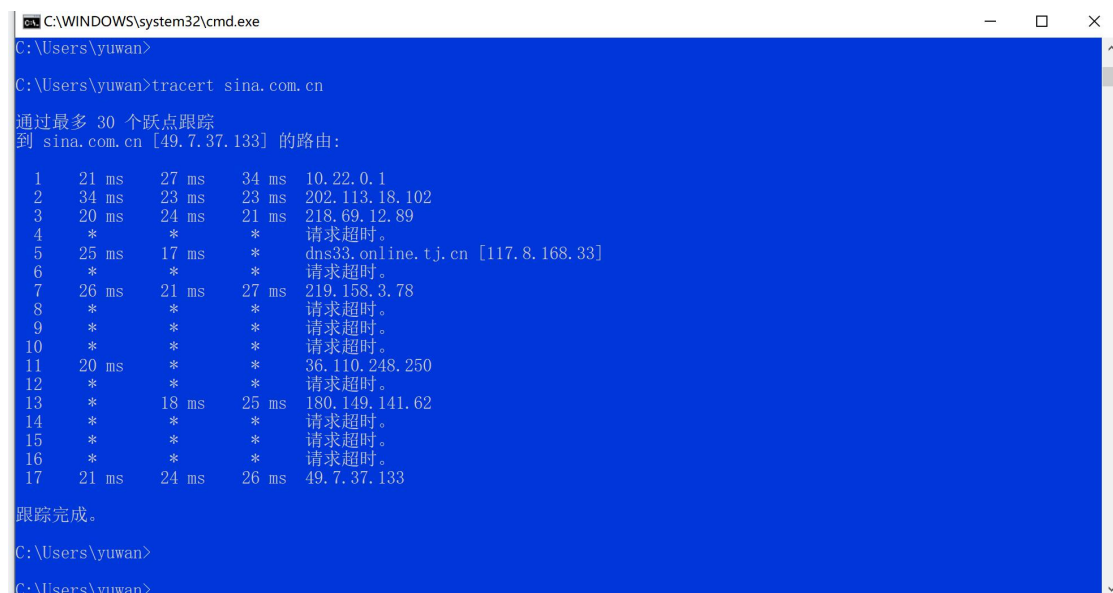 C:\WINDOWS\system32\cmd.exe
C:\Users\yuwan>
C:\Users\yuwan>tracert sina.com.cn
通过最多 30 个跃点跟踪
到 sina.com.cn [49.7.37.133] 的路由:
1 21 ms 27 ms 34 ms 10.22.0.1
2 34 ms 23 ms 23 ms 202.113.18.102
3 20 ms 24 ms 21 ms 218.69.12.89
4 * * * 请求超时。
5 25 ms 17 ms * dns33.online.tj.cn [117.8.168.33]
6 * * * 请求超时。
7 26 ms 21 ms 27 ms 219.158.3.78
8 * * * 请求超时。
9 * * * 请求超时。
10 * * * 请求超时。
11 20 ms * * 36.110.248.250
12 * * * 请求超时。
13 * 18 ms 25 ms 180.149.141.62
14 * * * 请求超时。
15 * * * 请求超时。
16 * * * 请求超时。
17 21 ms 24 ms 26 ms 49.7.37.133
跟踪完成。
C:\Users\yuwan>
C:\Users\yuwan>